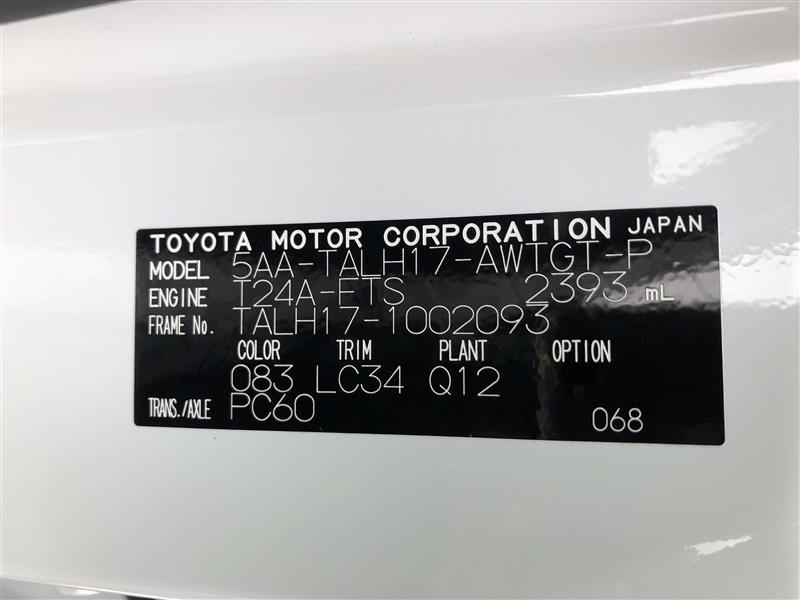 TOYOTA MOTOR CORPORATION JAPAN
MODEL 5AA-TALH17-AWTGT-P
ENGINE T24A-FTS 2393 mL
FRAME No. TALH17-1002093
COLOR TRIM PLANT OPTION
083 LC34 Q12
TRANS./AXLE PC60 068